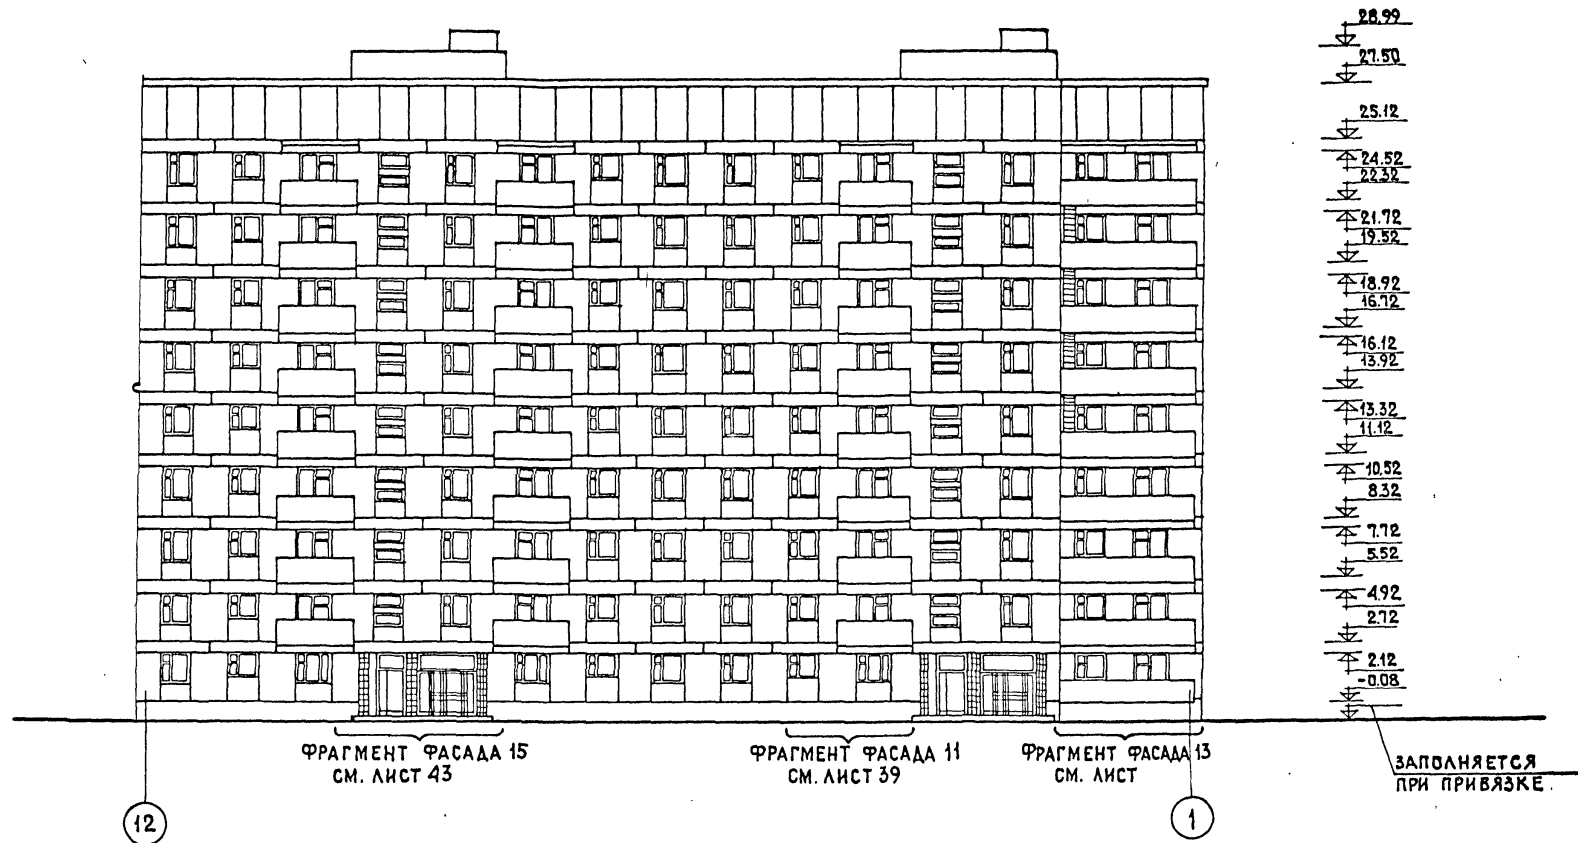 28.99
27.50
25.12
24.52
22.32
21.72
19.52
18.92
16.72
16.12
13.92
13.32
11.12
10.52
8.32
7.72
5.52
4.92
2.72
2.12
-0.08
ФРАГМЕНТ ФАСАДА 15
СМ. ЛИСТ 43
ФРАГМЕНТ ФАСАДА 11
СМ. ЛИСТ 39
ФРАГМЕНТ ФАСАДА 13
СМ. ЛИСТ
ЗАПОЛНЯЕТСЯ
ПРИ ПРИВЯЗКЕ.
12
1